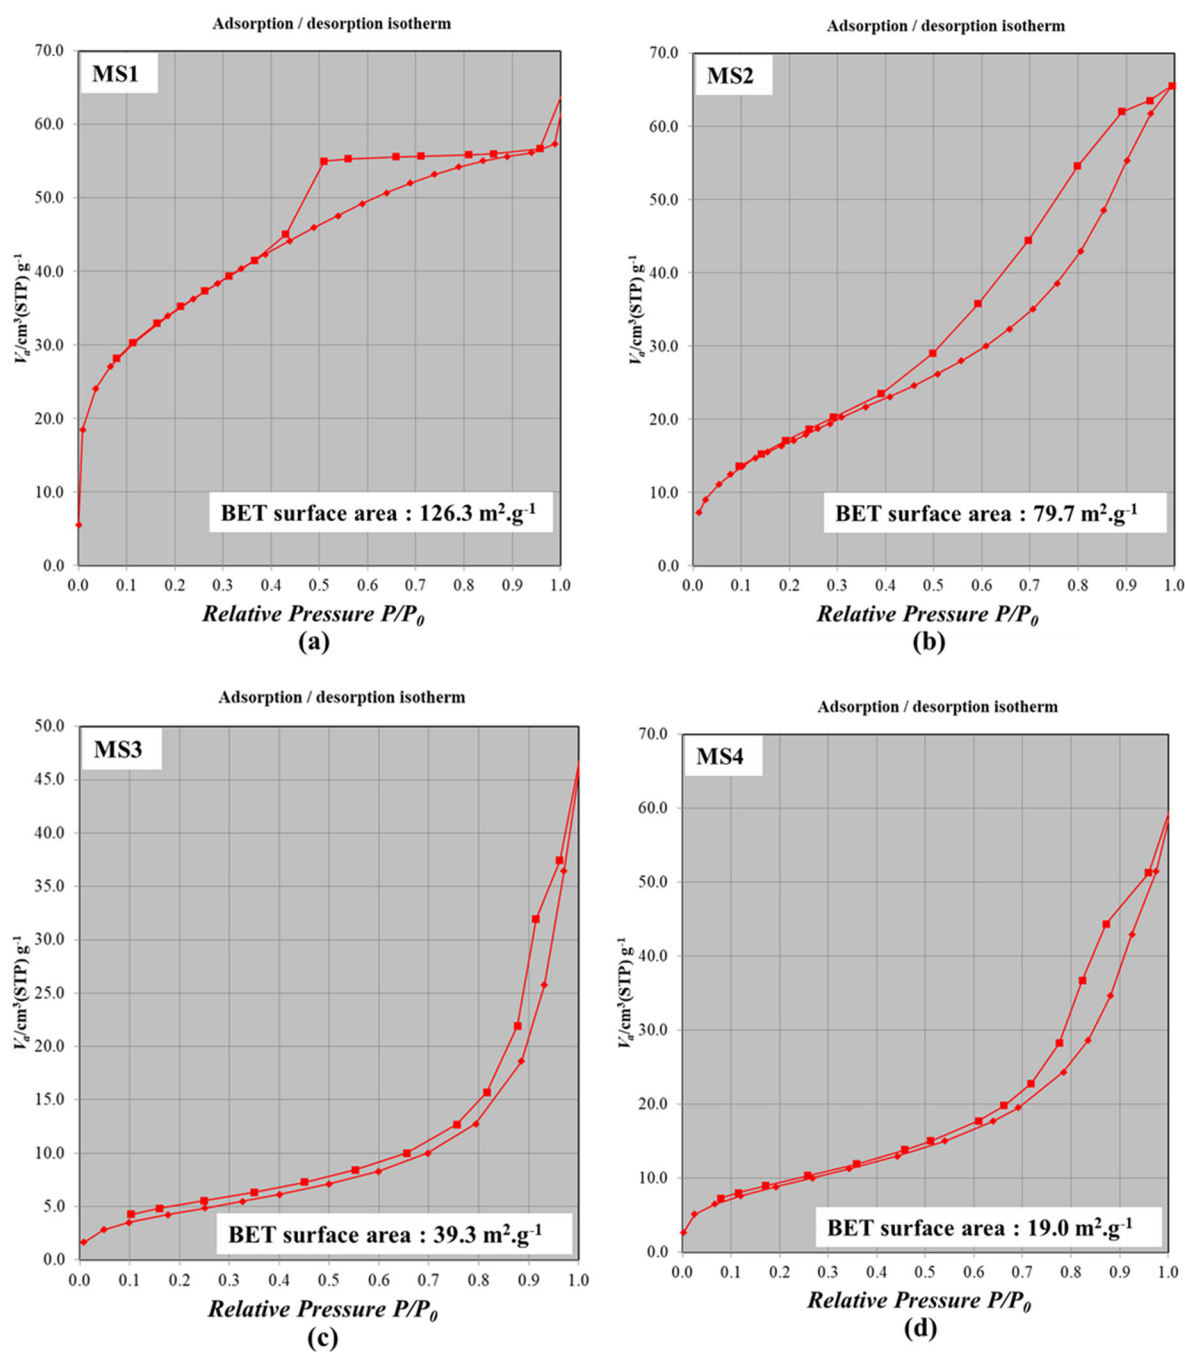 Adsorption / desorption isotherm
MS1
70.0
60.0
50.0
40.0
30.0
20.0
10.0
0.0
Va/cm³(STP) g⁻¹
BET surface area : 126.3 m².g⁻¹
0.0 0.1 0.2 0.3 0.4 0.5 0.6 0.7 0.8 0.9 1.0
Relative Pressure P/P₀
(a)
Adsorption / desorption isotherm
MS2
70.0
60.0
50.0
40.0
30.0
20.0
10.0
0.0
Va/cm³(STP) g⁻¹
BET surface area : 79.7 m².g⁻¹
0.0 0.1 0.2 0.3 0.4 0.5 0.6 0.7 0.8 0.9 1.0
Relative Pressure P/P₀
(b)
Adsorption / desorption isotherm
MS3
50.0
45.0
40.0
35.0
30.0
25.0
20.0
15.0
10.0
5.0
0.0
Va/cm³(STP) g⁻¹
BET surface area : 39.3 m².g⁻¹
0.0 0.1 0.2 0.3 0.4 0.5 0.6 0.7 0.8 0.9 1.0
Relative Pressure P/P₀
(c)
Adsorption / desorption isotherm
MS4
70.0
60.0
50.0
40.0
30.0
20.0
10.0
0.0
Va/cm³(STP) g⁻¹
BET surface area : 19.0 m².g⁻¹
0.0 0.1 0.2 0.3 0.4 0.5 0.6 0.7 0.8 0.9 1.0
Relative Pressure P/P₀
(d)